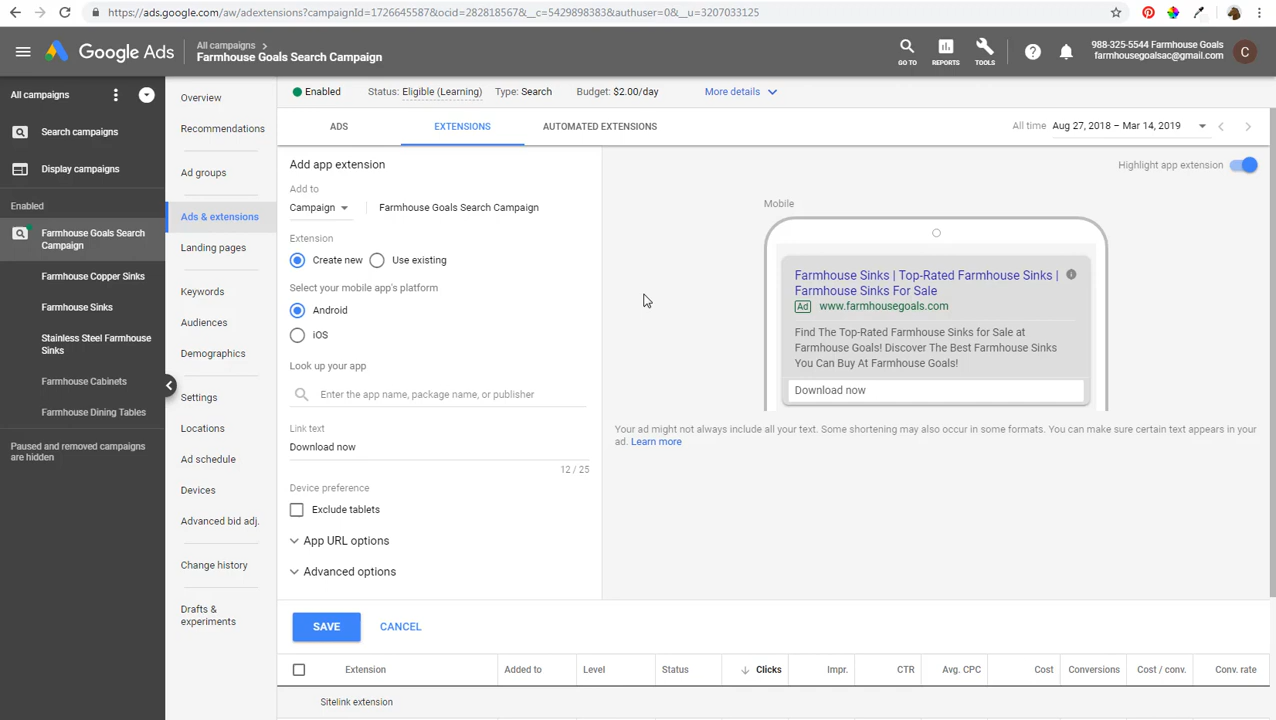 https://ads.google.com/aw/adextensions?campaignId=1726645587&ocid=282818567&__c=5429898383&authuser=0&__u=3207033125
Google Ads
All campaigns
Farmhouse Goals Search Campaign
GO TO
REPORTS
TOOLS
988-325-5544 Farmhouse Goals
farmhousegoalsac@gmail.com
C
All campaigns
Search campaigns
Display campaigns
Enabled
Farmhouse Goals Search
Campaign
Farmhouse Copper Sinks
Farmhouse Sinks
Stainless Steel Farmhouse
Sinks
Farmhouse Cabinets
Farmhouse Dining Tables
Paused and removed campaigns
are hidden
Overview
Recommendations
Ad groups
Ads & extensions
Landing pages
Keywords
Audiences
Demographics
Settings
Locations
Ad schedule
Devices
Advanced bid adj.
Change history
Drafts &
experiments
Enabled Status: Eligible (Learning) Type: Search Budget: $2.00/day More details
ADS EXTENSIONS AUTOMATED EXTENSIONS All time Aug 27, 2018 – Mar 14, 2019
Add app extension
Add to
Campaign Farmhouse Goals Search Campaign
Extension
Create new Use existing
Select your mobile app's platform
Android
iOS
Look up your app
Enter the app name, package name, or publisher
Link text
Download now
12 / 25
Device preference
Exclude tablets
App URL options
Advanced options
SAVE CANCEL
Highlight app extension
Mobile
Farmhouse Sinks | Top-Rated Farmhouse Sinks |
Farmhouse Sinks For Sale
Ad www.farmhousegoals.com
Find The Top-Rated Farmhouse Sinks for Sale at
Farmhouse Goals! Discover The Best Farmhouse Sinks
You Can Buy At Farmhouse Goals!
Download now
Your ad might not always include all your text. Some shortening may also occur in some formats. You can make sure certain text appears in your
ad. Learn more
Extension Added to Level Status Clicks Impr. CTR Avg. CPC Cost Conversions Cost / conv. Conv. rate
Sitelink extension